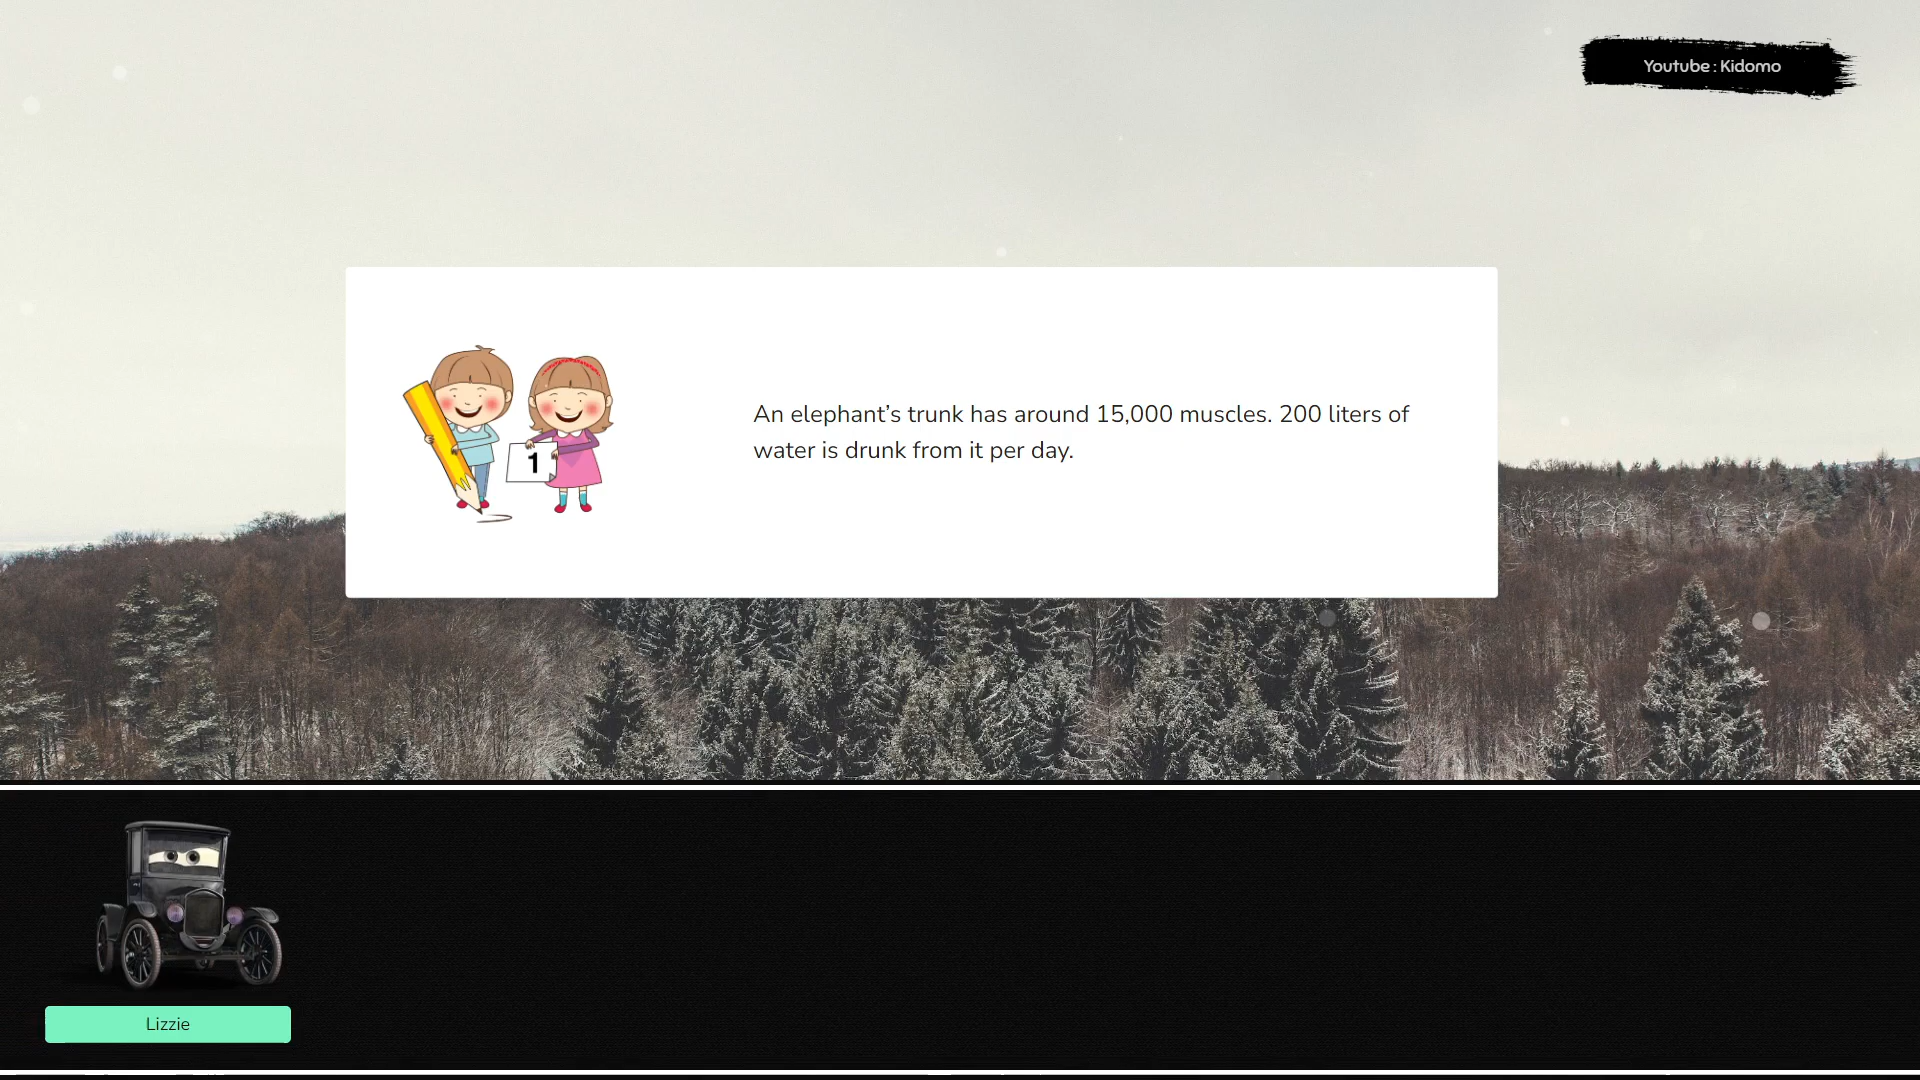 Youtube : Kidomo
An elephant’s trunk has around 15,000 muscles. 200 liters of
water is drunk from it per day.
1
Lizzie